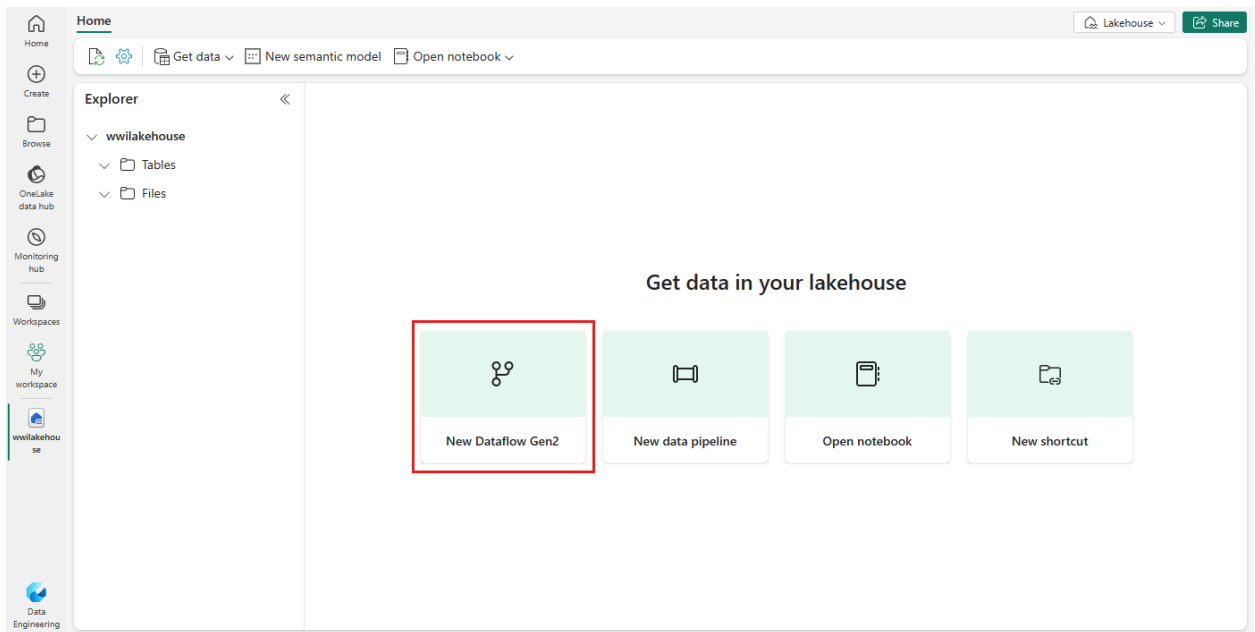 Home
Lakehouse
Share
Get data
New semantic model
Open notebook
Home
Create
Browse
OneLake
data hub
Monitoring
hub
Workspaces
My
workspace
wwilakehou
se
Data
Engineering
Explorer
wwilakehouse
Tables
Files
Get data in your lakehouse
New Dataflow Gen2
New data pipeline
Open notebook
New shortcut